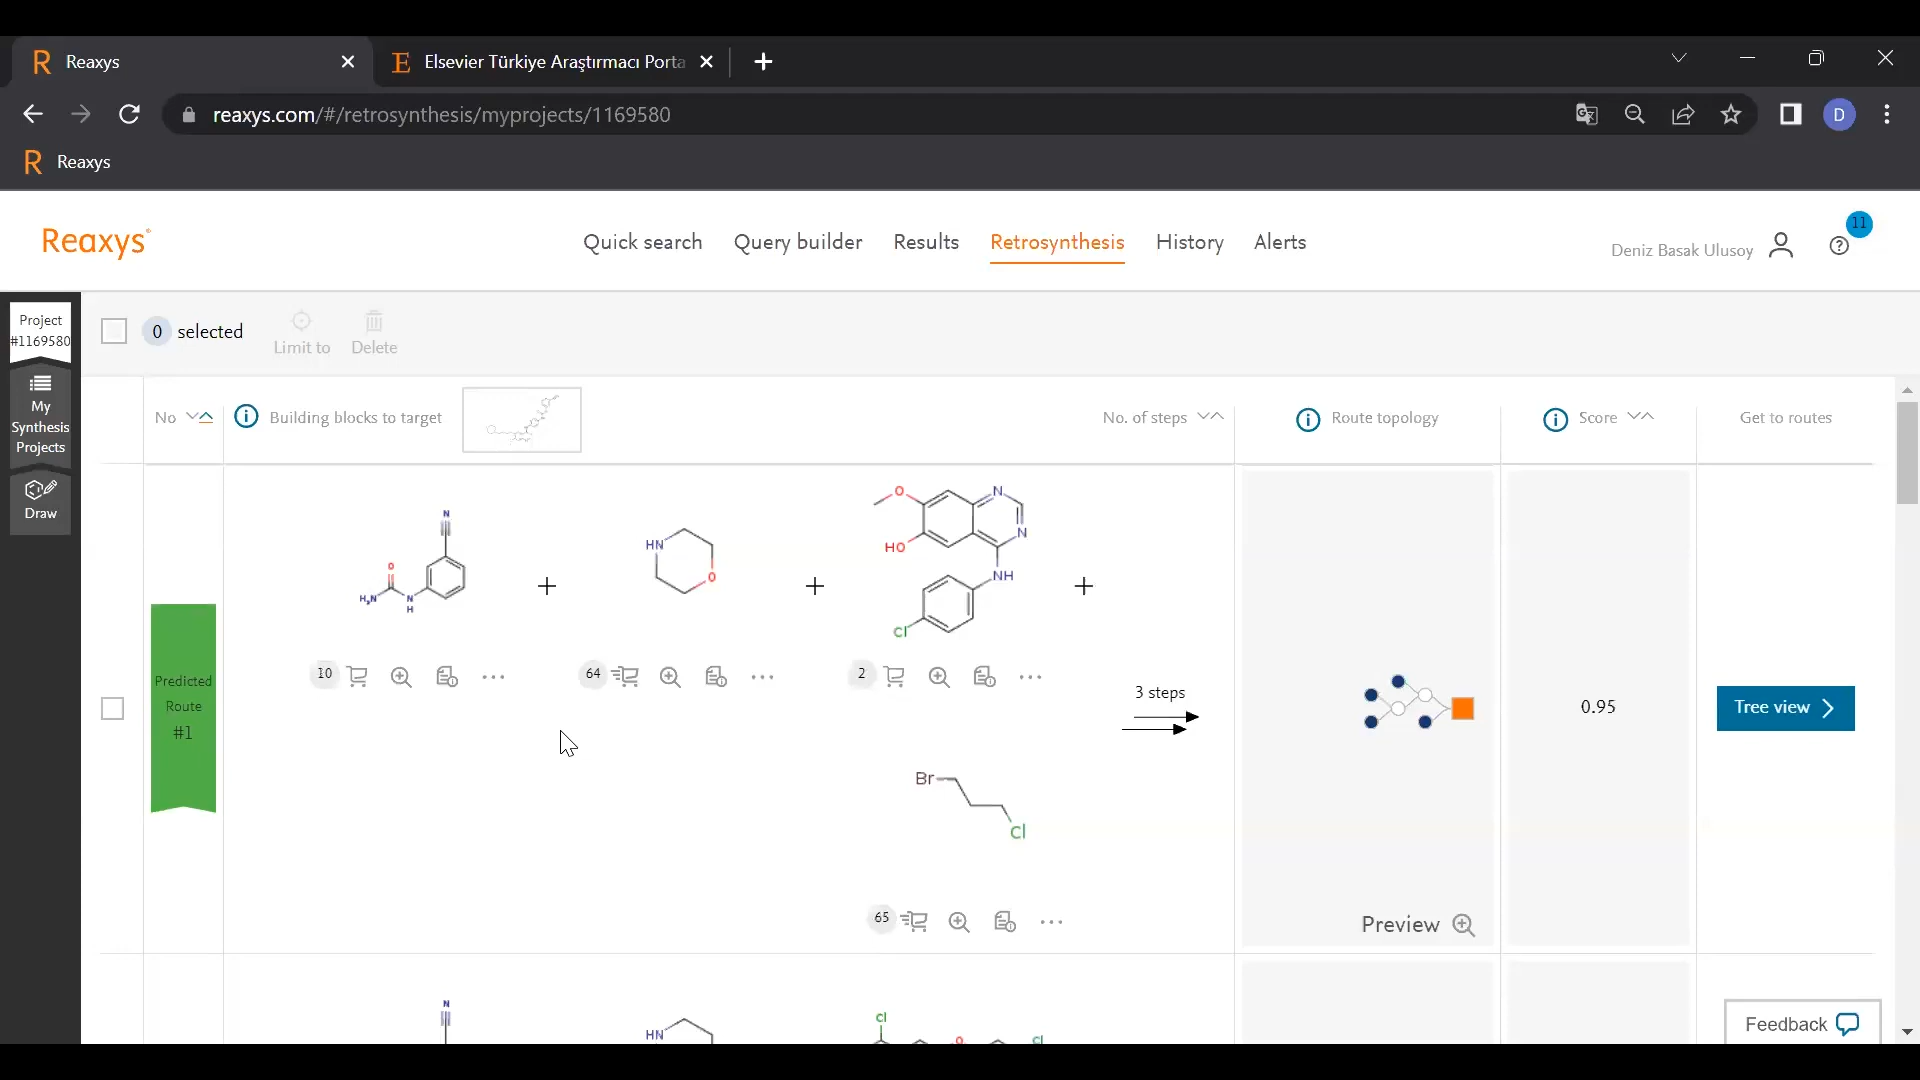 Reaxys
Elsevier Türkiye Araştırmacı Porta
reaxys.com/#/retrosynthesis/myprojects/1169580
D
Reaxys
Reaxys®
Quick search
Query builder
Results
Retrosynthesis
History
Alerts
Deniz Basak Ulusoy
11
Project
#1169580
0 selected
Limit to
Delete
My
Synthesis
Projects
Draw
No
Building blocks to target
No. of steps
Route topology
Score
Get to routes
Predicted
Route
#1
N
O
H₂N
N
H
+
HN
O
+
O
N
N
HO
NH
Cl
+
10
64
2
3 steps
Br
Cl
65
0.95
Tree view
Preview
N
HN
Cl
O
Cl
Feedback